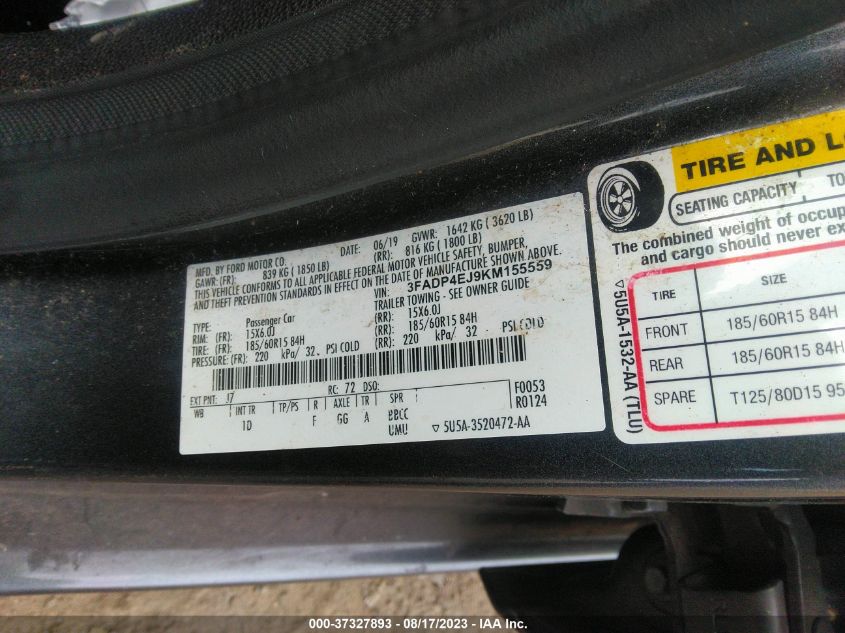 MFD. BY FORD MOTOR CO.
DATE: 06/19 GVWR: 1642 KG ( 3620 LB)
GAWR: (FR): 839 KG ( 1850 LB) (RR): 816 KG ( 1800 LB)
THIS VEHICLE CONFORMS TO ALL APPLICABLE FEDERAL MOTOR VEHICLE SAFETY, BUMPER,
AND THEFT PREVENTION STANDARDS IN EFFECT ON THE DATE OF MANUFACTURE SHOWN ABOVE.
VIN: 3FADP4EJ9KM155559
TYPE: Passenger Car TRAILER TOWING - SEE OWNER GUIDE
RIM: (FR): 15X6.0J (RR): 15X6.0J
TIRE: (FR): 185/60R15 84H (RR): 185/60R15 84H
PRESSURE: (FR): 220 kPa/ 32 PSI COLD (RR): 220 kPa/ 32 PSI COLD
EXT PNT: J7 RC: 72 DSO: F0053
WB INT TR TP/PS R AXLE TR SPR R0124
1D F GG A BBCC
UMU ▽ 5U5A-3520472-AA
TIRE AND
SEATING CAPACITY
The combined weight of
and cargo should never
▽5U5A-1532-AA (TLU)
TIRE SIZE
FRONT 185/60R15 84H
REAR 185/60R15 84H
SPARE T125/80D15 95
000-37327893 - 08/17/2023 - IAA Inc.